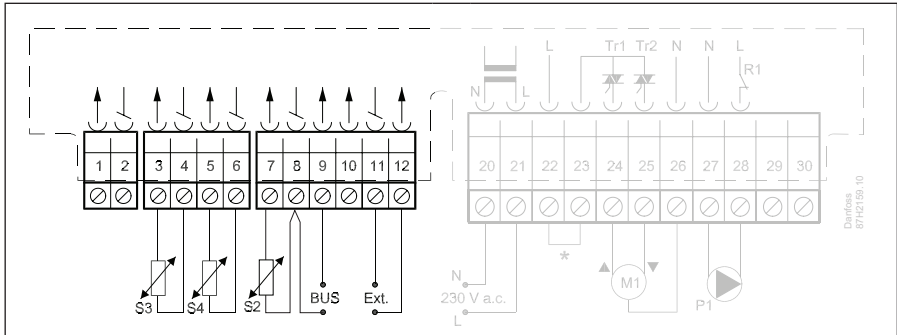 L Tr1 Tr2 N N L
R1
N L
1 2 3 4 5 6 7 8 9 10 11 12 20 21 22 23 24 25 26 27 28 29 30
*
S3 S4 S2 BUS Ext. N 230 V a.c. L M1 P1
Danfoss
87H2159.10